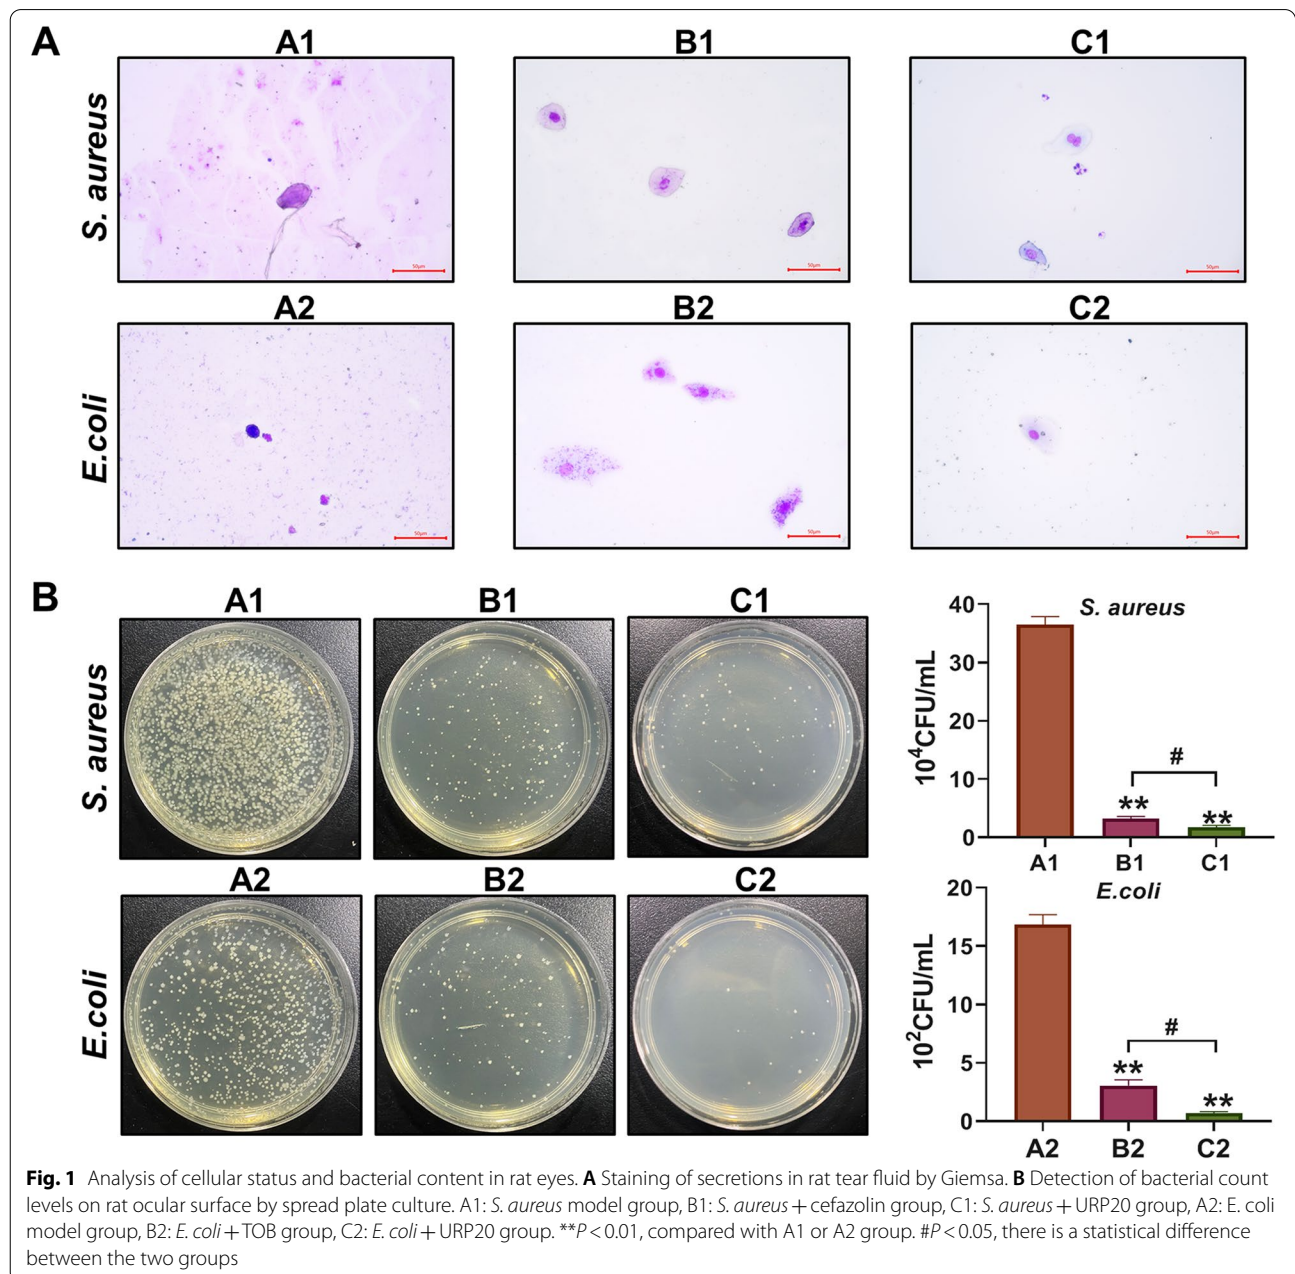 A
A1 B1 C1
S. aureus
50μm 50μm 50μm
A2 B2 C2
E.coli
50μm 50μm 50μm
B
A1 B1 C1
S. aureus
A2 B2 C2
E.coli
S. aureus
10⁴CFU/mL
40
30
20
10
0
#
** **
A1 B1 C1
E.coli
10²CFU/mL
20
15
10
5
0
#
** **
A2 B2 C2
Fig. 1 Analysis of cellular status and bacterial content in rat eyes. A Staining of secretions in rat tear fluid by Giemsa. B Detection of bacterial count
levels on rat ocular surface by spread plate culture. A1: S. aureus model group, B1: S. aureus + cefazolin group, C1: S. aureus + URP20 group, A2: E. coli
model group, B2: E. coli + TOB group, C2: E. coli + URP20 group. **P < 0.01, compared with A1 or A2 group. #P < 0.05, there is a statistical difference
between the two groups